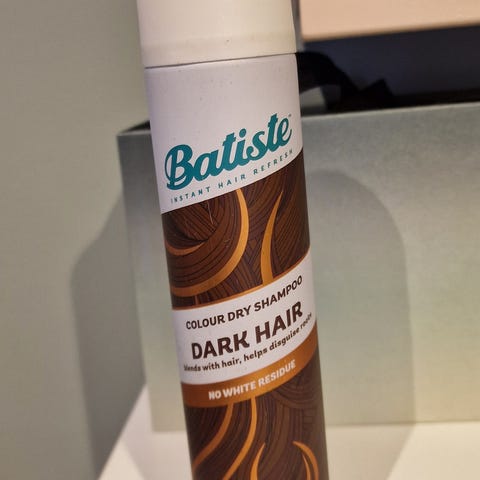 Batiste
INSTANT HAIR REFRESH
COLOUR DRY SHAMPOO
DARK HAIR
blends with hair, helps disguise roots
NO WHITE RESIDUE